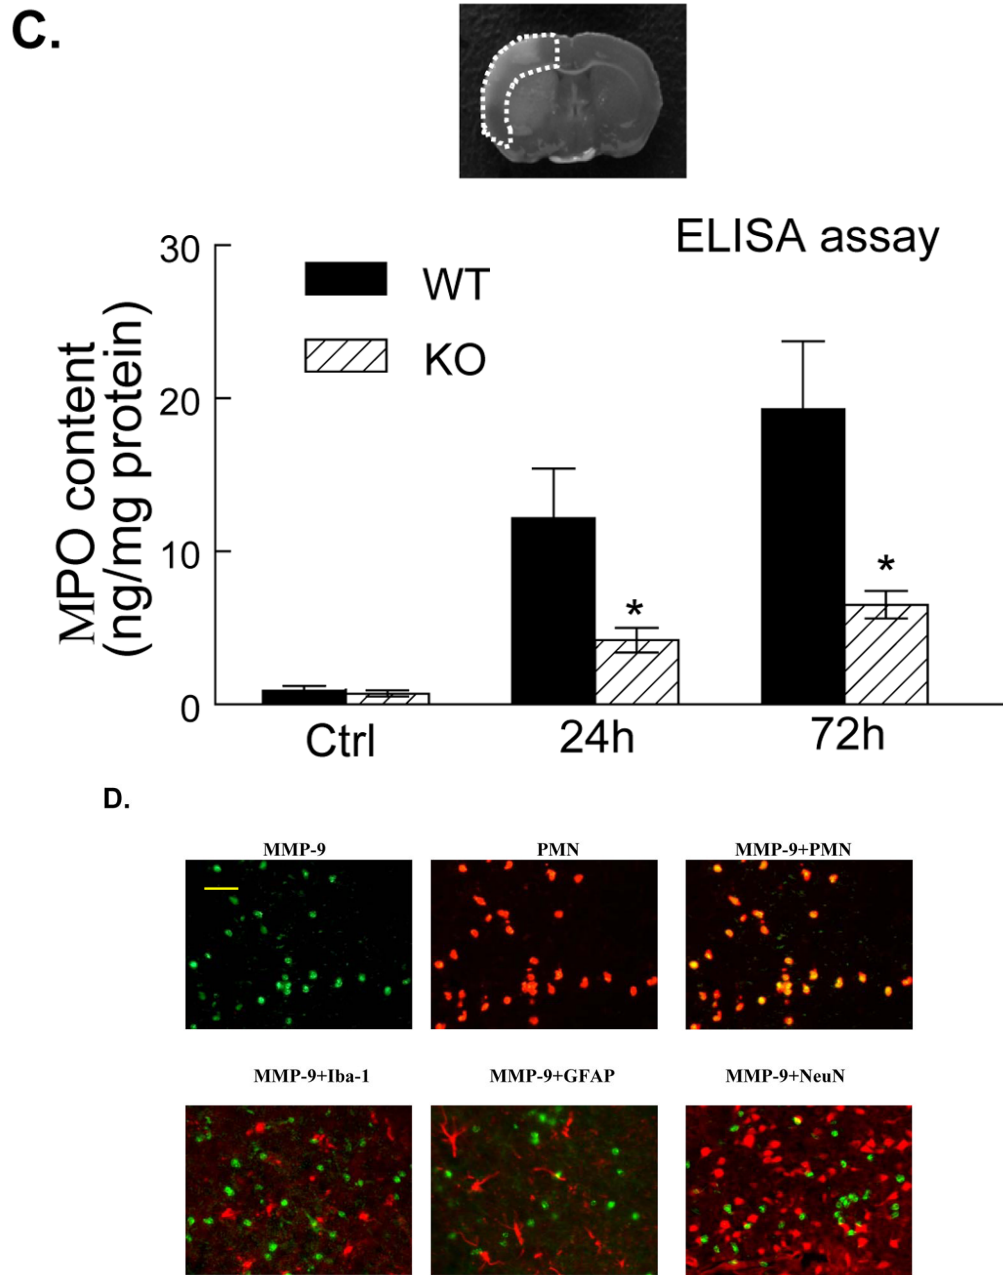 C.
ELISA assay
30
20
10
0
MPO content
(ng/mg protein)
WT
KO
*
*
Ctrl
24h
72h
D.
MMP-9
PMN
MMP-9+PMN
MMP-9+Iba-1
MMP-9+GFAP
MMP-9+NeuN